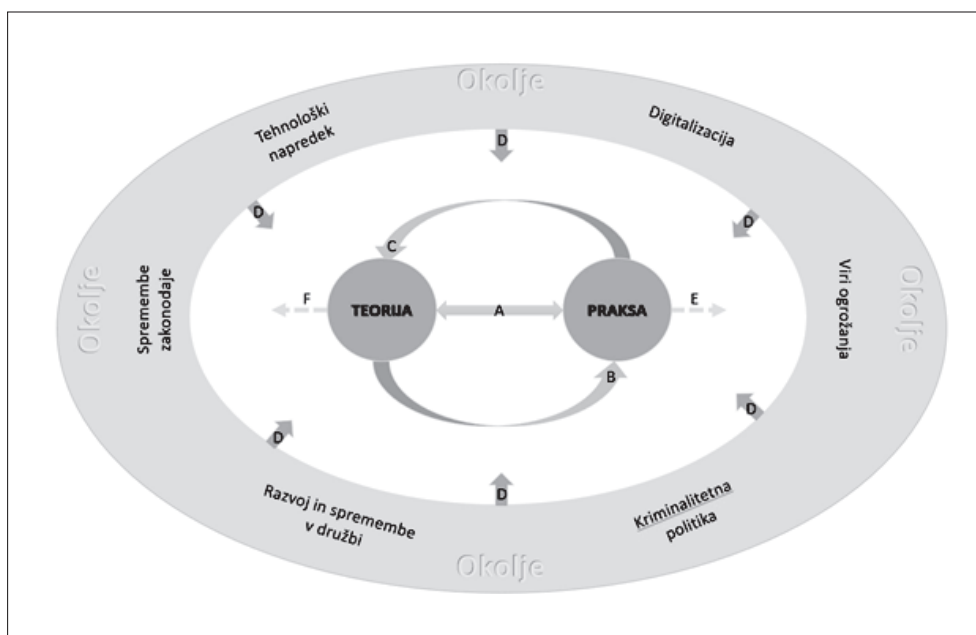 Okolje
Tehnološki
napredek
Digitalizacija
D
D
D
C
Okolje
Spremembe
zakonodaje
F
TEORIJA
A
PRAKSA
E
Viri ogrožanja
Okolje
B
D
D
D
Razvoj in spremembe
v družbi
Kriminalitetna
politika
Okolje